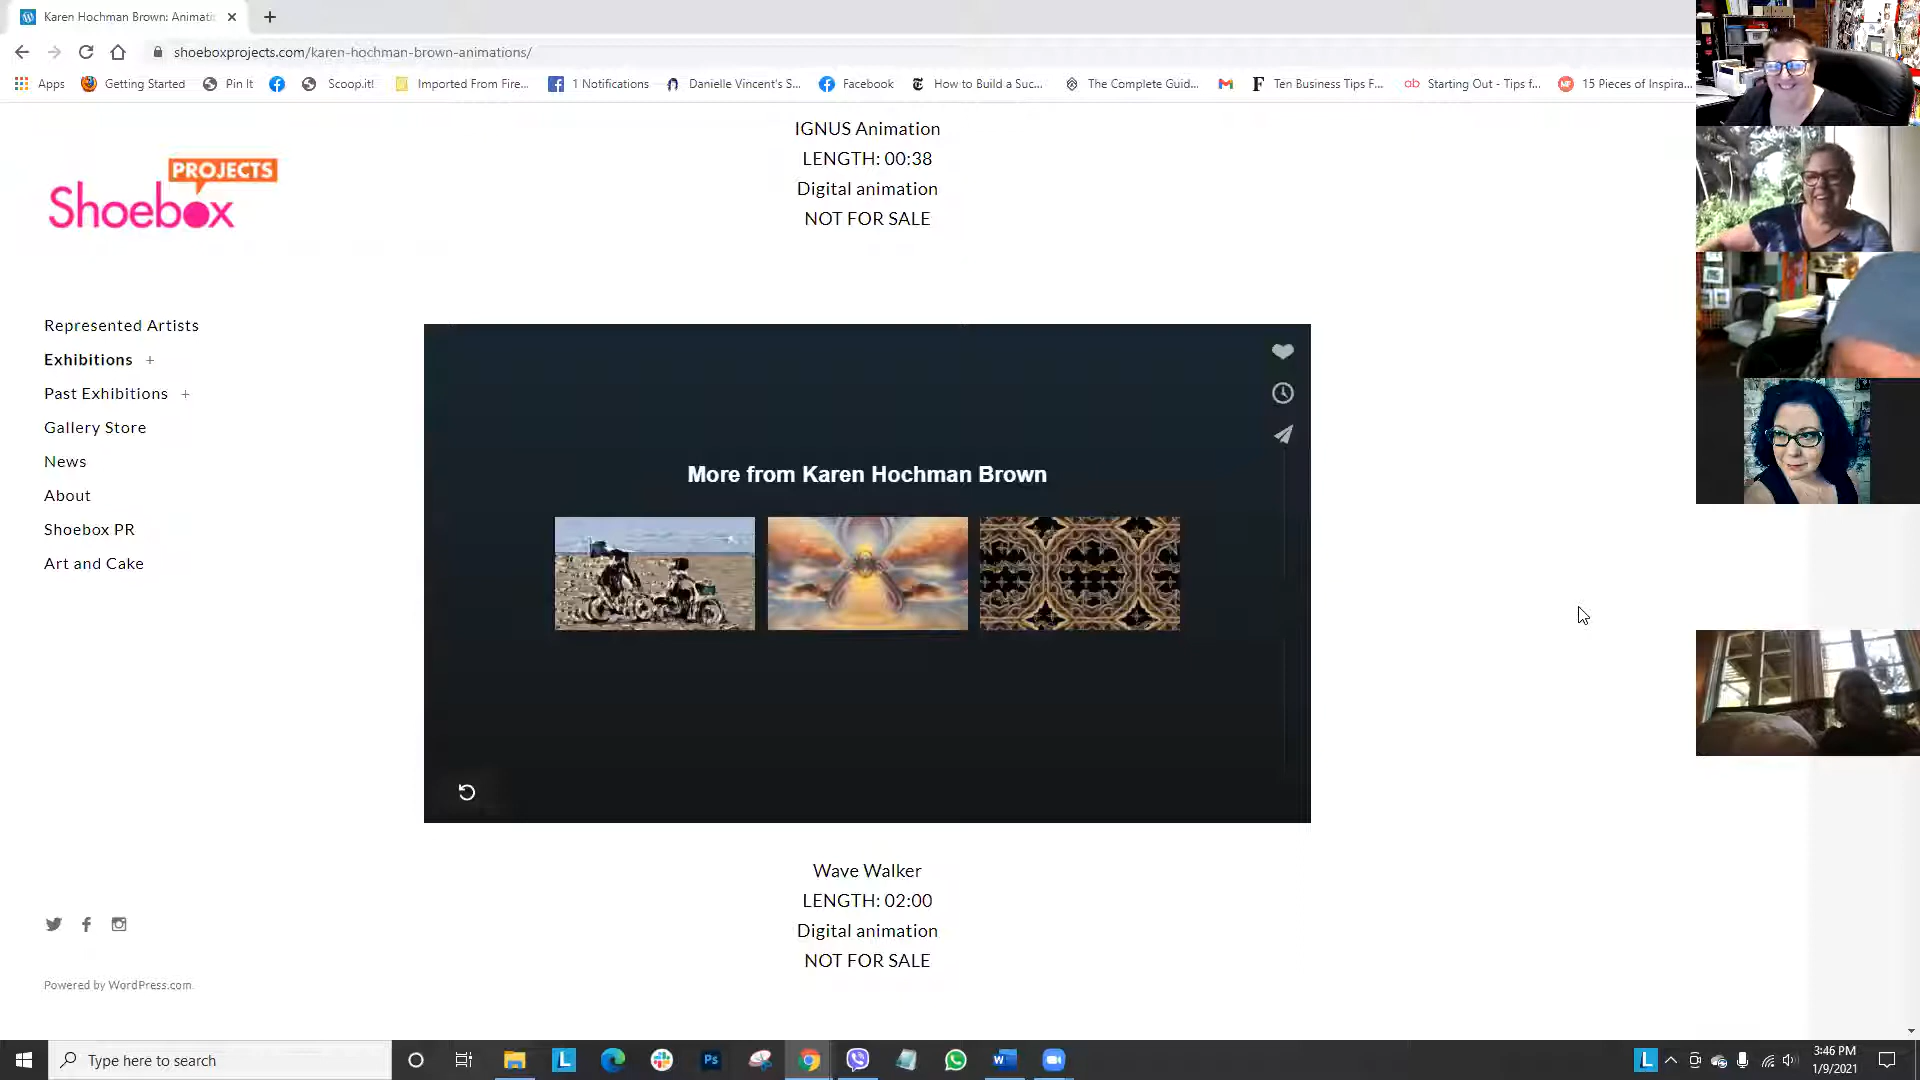 Karen Hochman Brown: Animati
shoeboxprojects.com/karen-hochman-brown-animations/
Apps
Getting Started
Pin It
Scoop.it!
Imported From Fire...
1 Notifications
Danielle Vincent's S...
Facebook
How to Build a Suc...
The Complete Guid...
Ten Business Tips F...
Starting Out - Tips f...
15 Pieces of Inspira...
PROJECTS
Shoebox
Represented Artists
Exhibitions +
Past Exhibitions +
Gallery Store
News
About
Shoebox PR
Art and Cake
IGNUS Animation
LENGTH: 00:38
Digital animation
NOT FOR SALE
More from Karen Hochman Brown
Wave Walker
LENGTH: 02:00
Digital animation
NOT FOR SALE
Powered by WordPress.com.
Type here to search
3:46 PM
1/9/2021